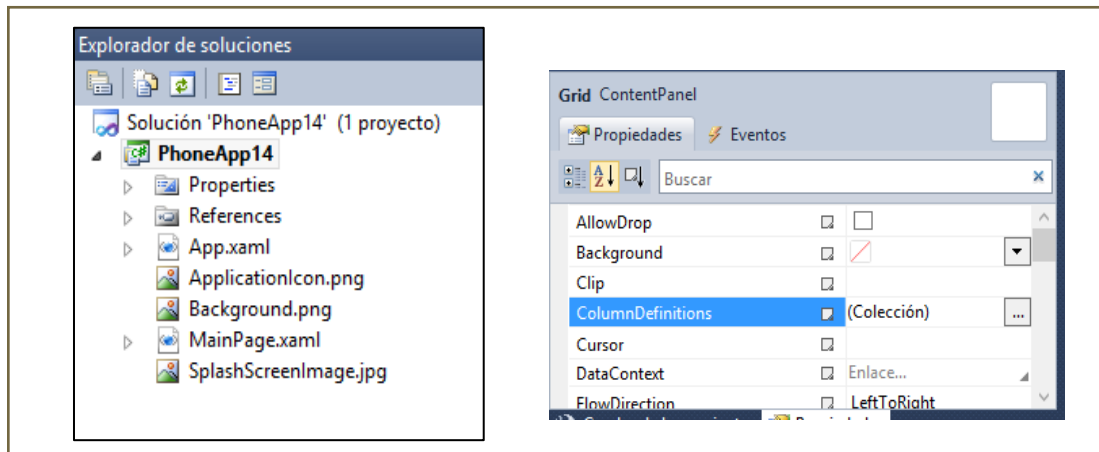 Explorador de soluciones
Solución 'PhoneApp14' (1 proyecto)
PhoneApp14
Properties
References
App.xaml
ApplicationIcon.png
Background.png
MainPage.xaml
SplashScreenImage.jpg
Grid ContentPanel
Propiedades Eventos
Buscar
AllowDrop
Background
Clip
ColumnDefinitions (Colección) ...
Cursor
DataContext Enlace...
FlowDirection LeftToRight